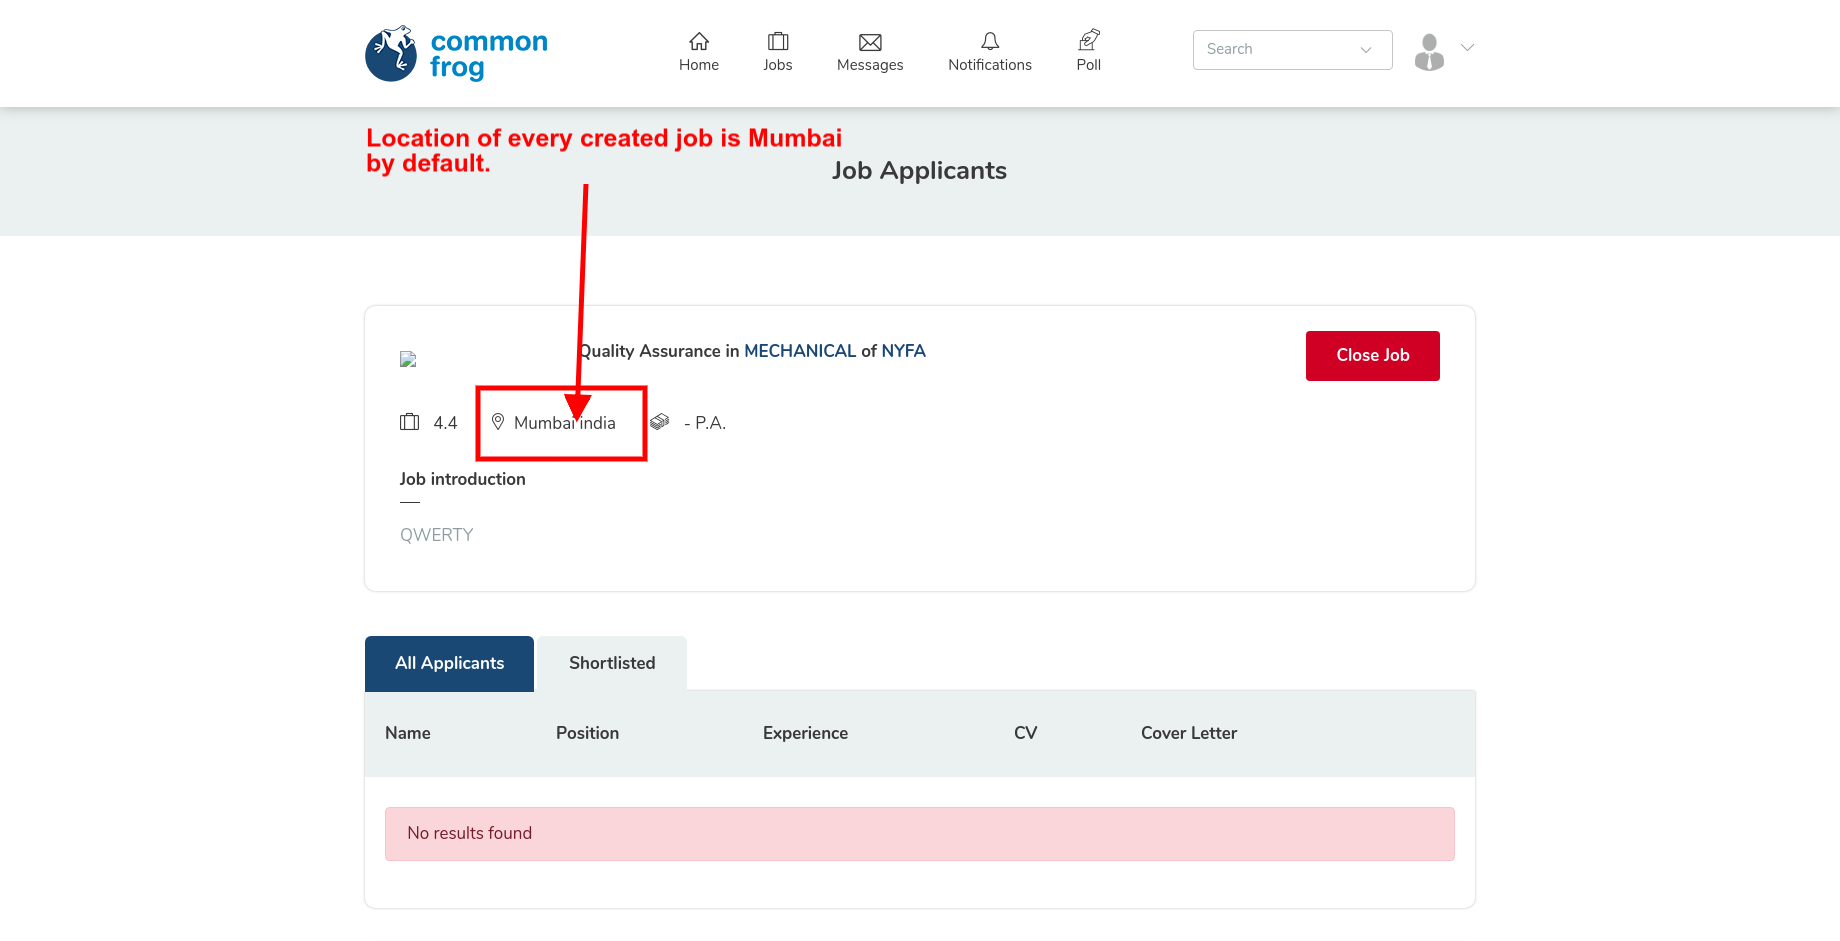 common
frog
Home
Jobs
Messages
Notifications
Poll
Search
Location of every created job is Mumbai
by default.
Job Applicants
Quality Assurance in MECHANICAL of NYFA
Close Job
4.4
Mumbai india
- P.A.
Job introduction
QWERTY
All Applicants
Shortlisted
Name
Position
Experience
CV
Cover Letter
No results found